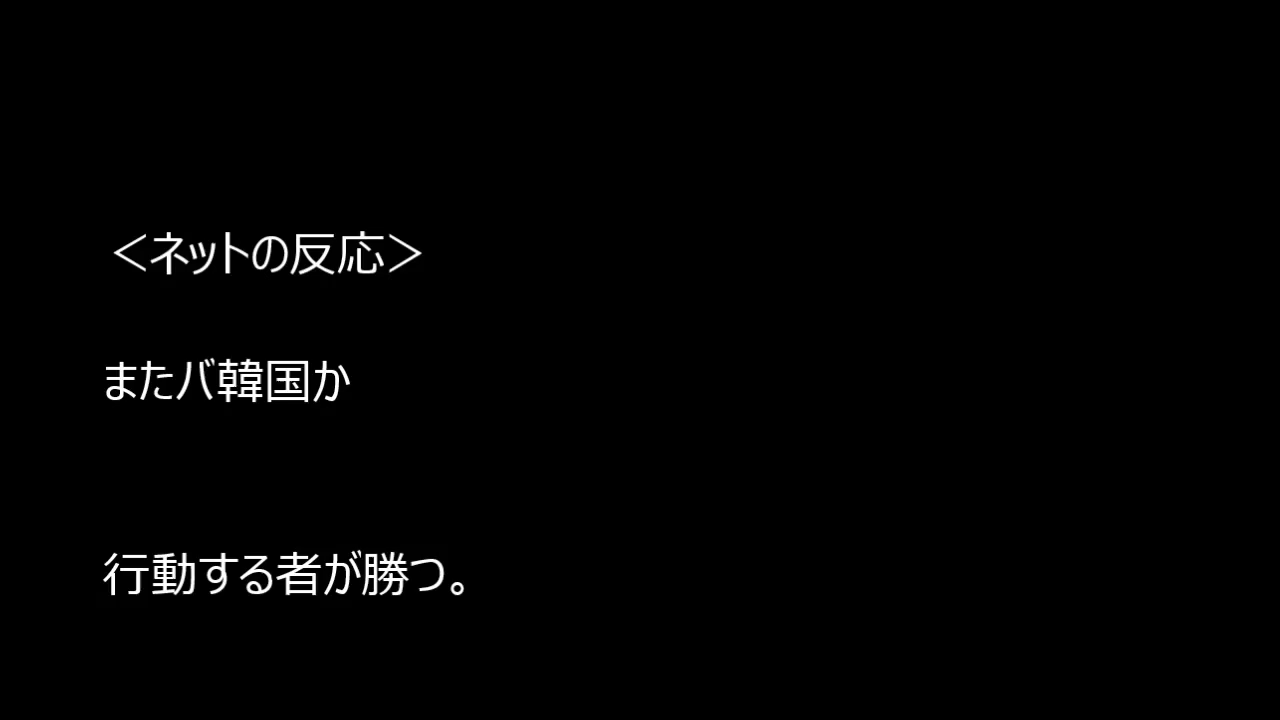 ＜ネットの反応＞
またバ韓国か
行動する者が勝つ。